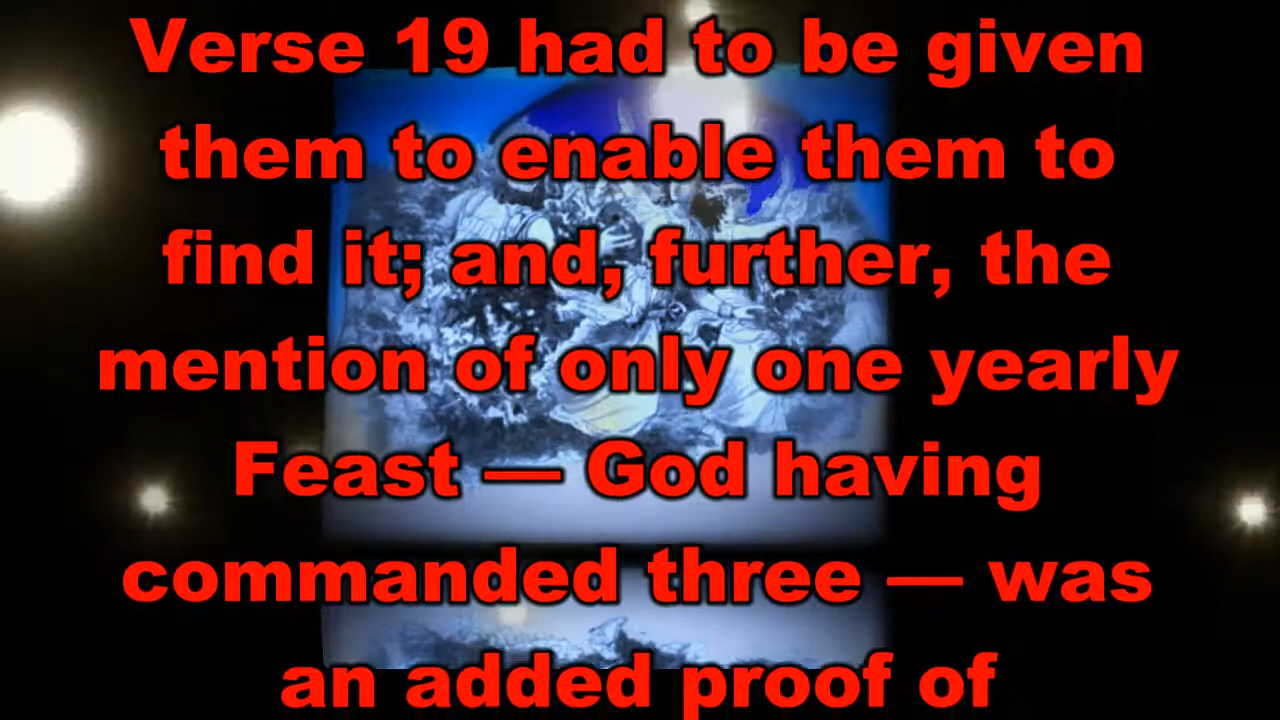 Verse 19 had to be given
them to enable them to
find it; and, further, the
mention of only one yearly
Feast — God having
commanded three — was
an added proof of